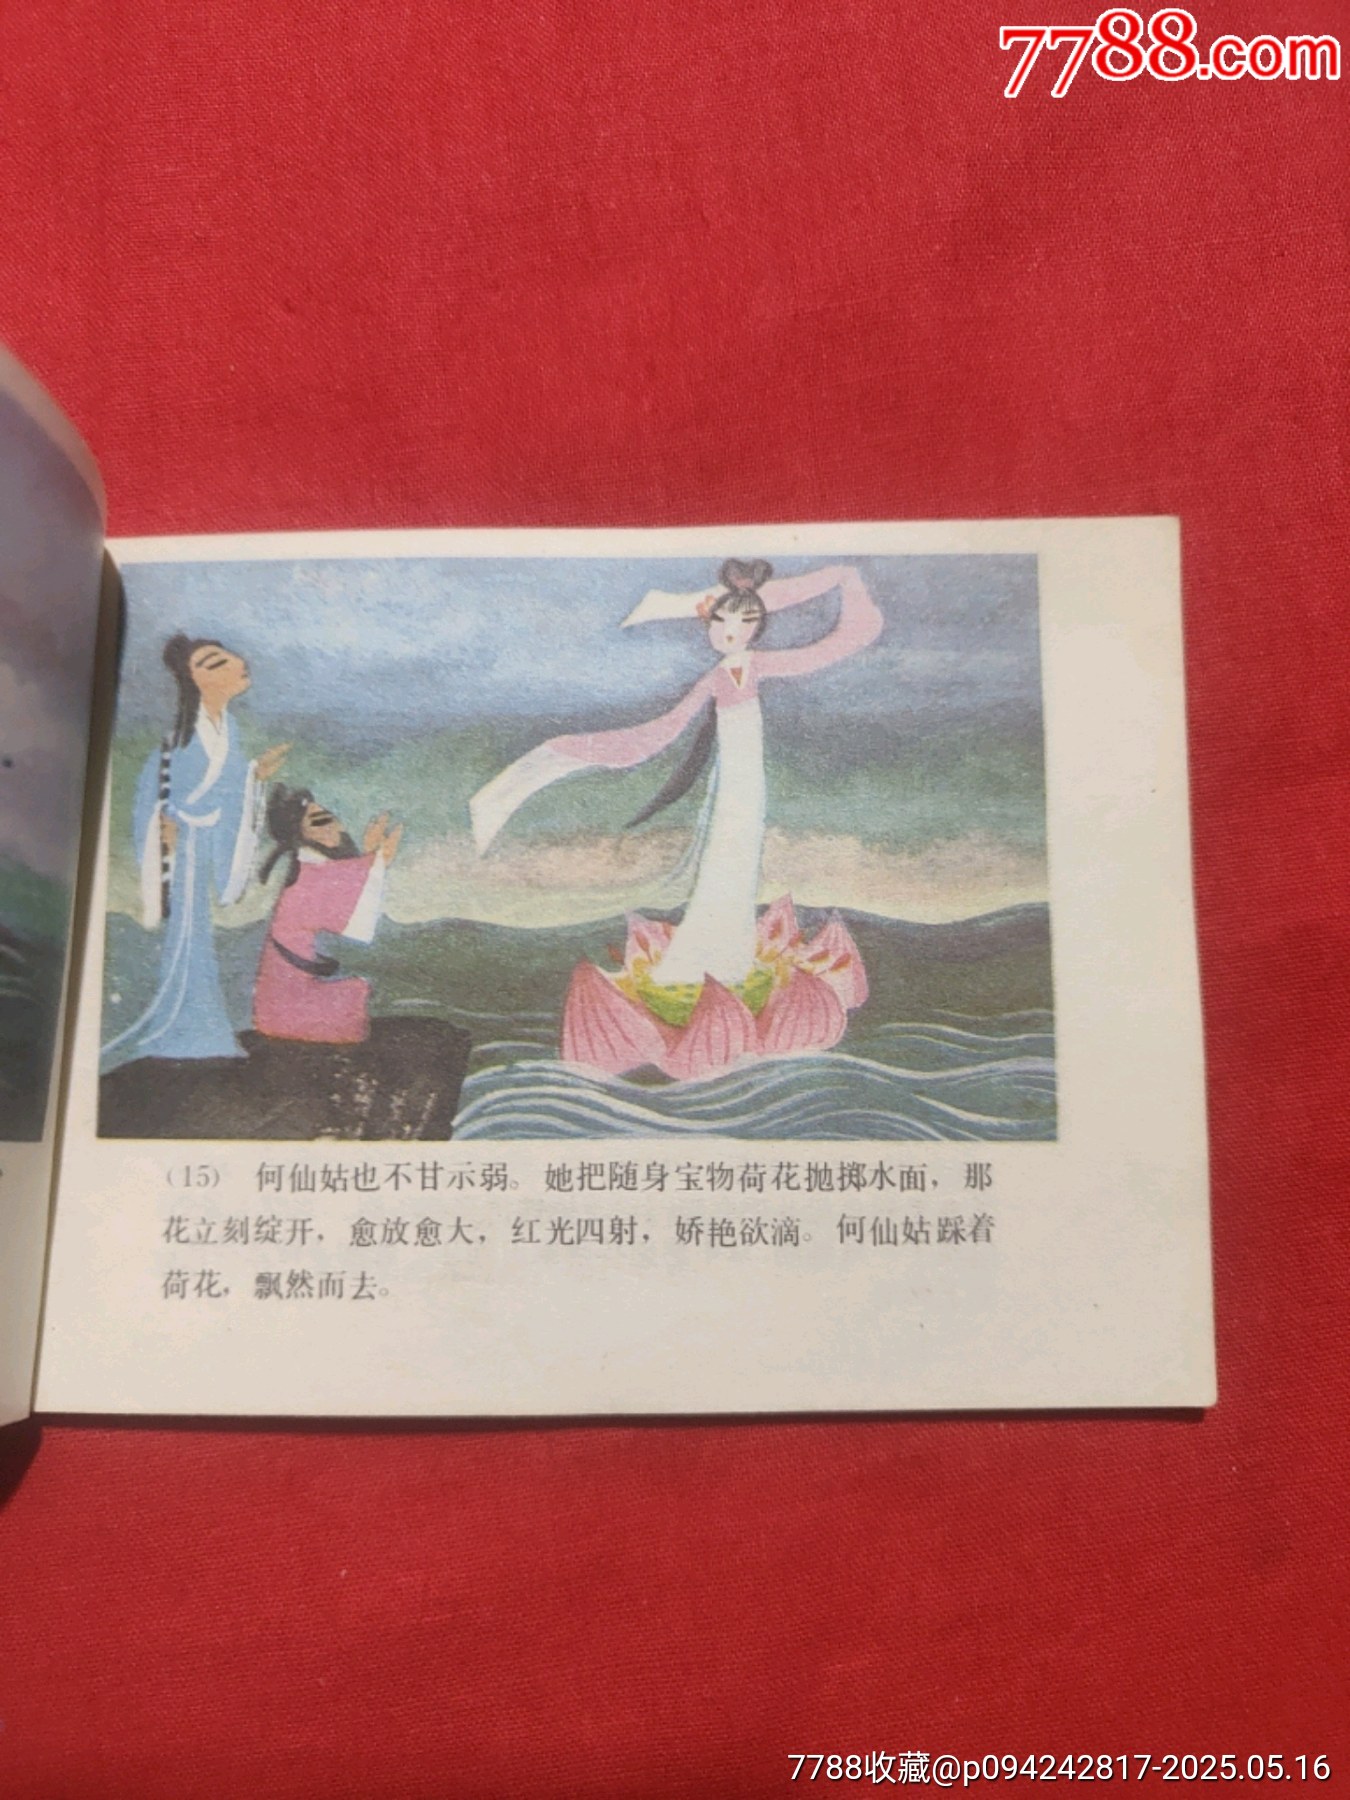 7788.com
(15) 何仙姑也不甘示弱。她把随身宝物荷花抛掷水面，那
花立刻绽开，愈放愈大，红光四射，娇艳欲滴。何仙姑踩着
荷花，飘然而去。
7788收藏@p094242817-2025.05.16